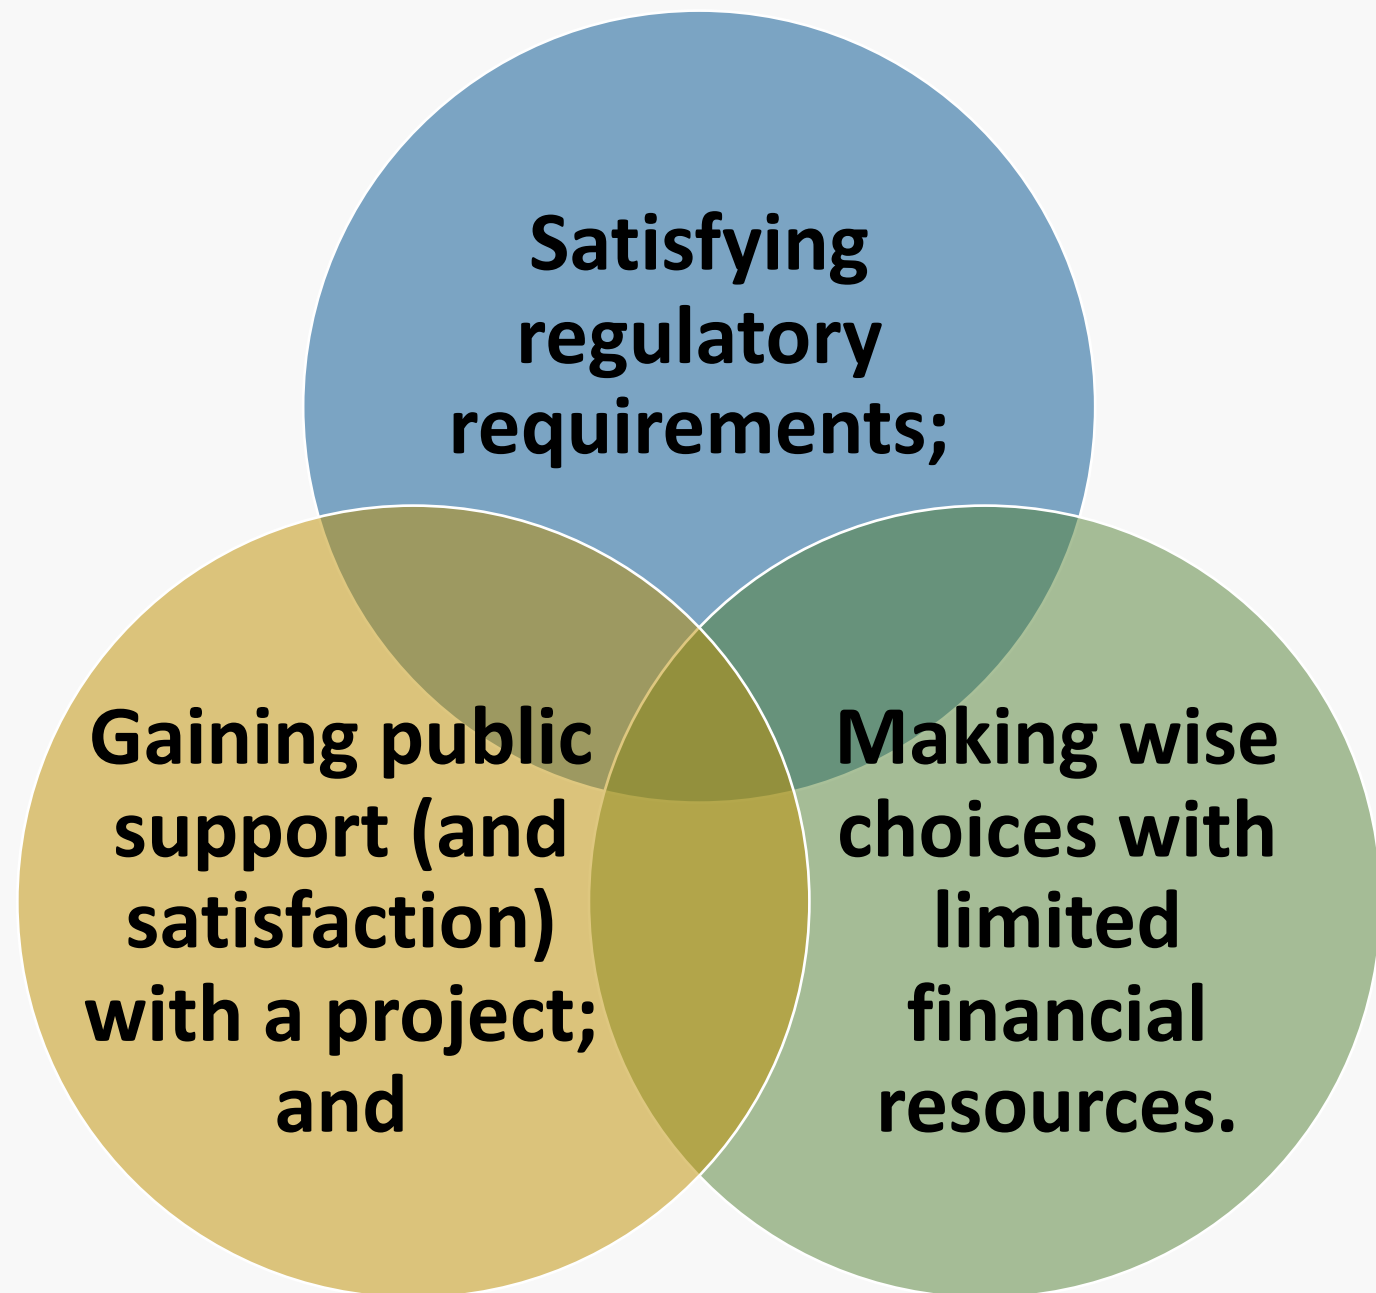 Satisfying
regulatory
requirements;
Gaining public
support (and
satisfaction)
with a project;
and
Making wise
choices with
limited
financial
resources.